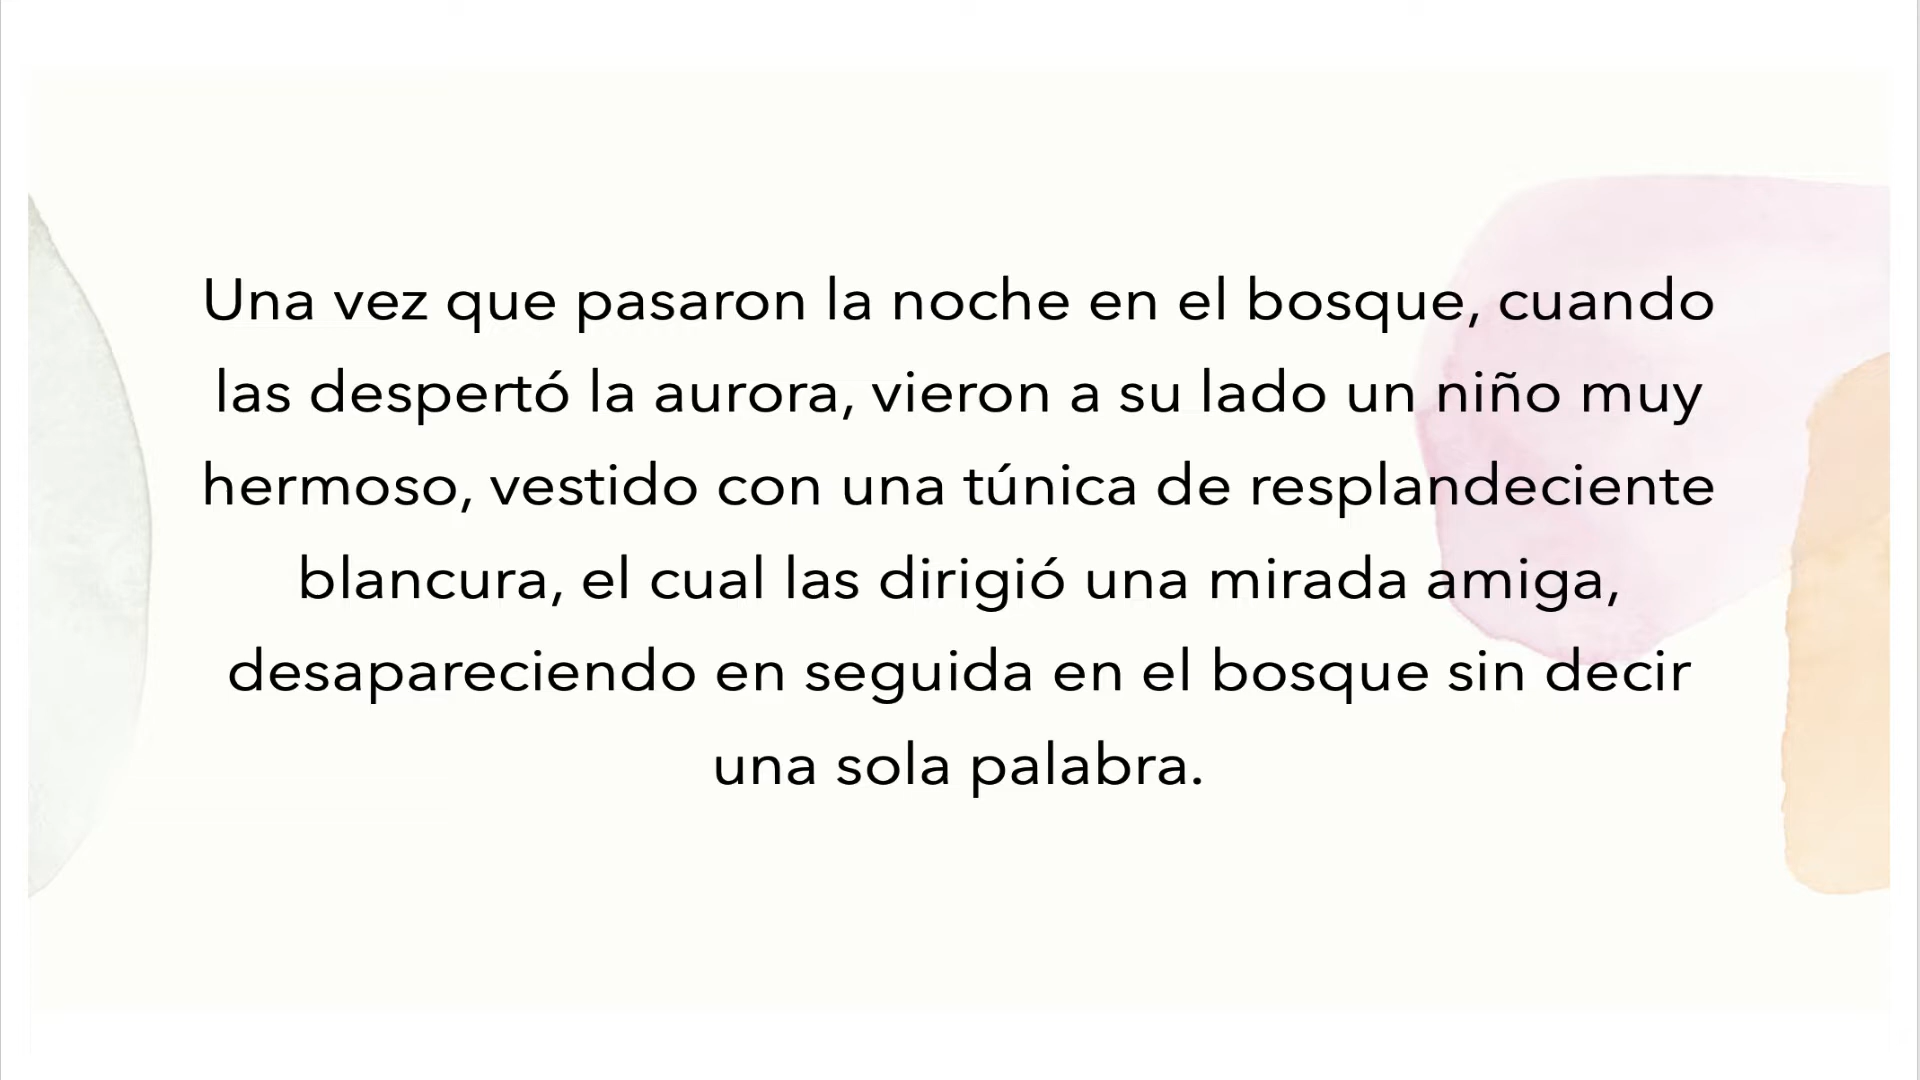 Una vez que pasaron la noche en el bosque, cuando
las despertó la aurora, vieron a su lado un niño muy
hermoso, vestido con una túnica de resplandeciente
blancura, el cual las dirigió una mirada amiga,
desapareciendo en seguida en el bosque sin decir
una sola palabra.